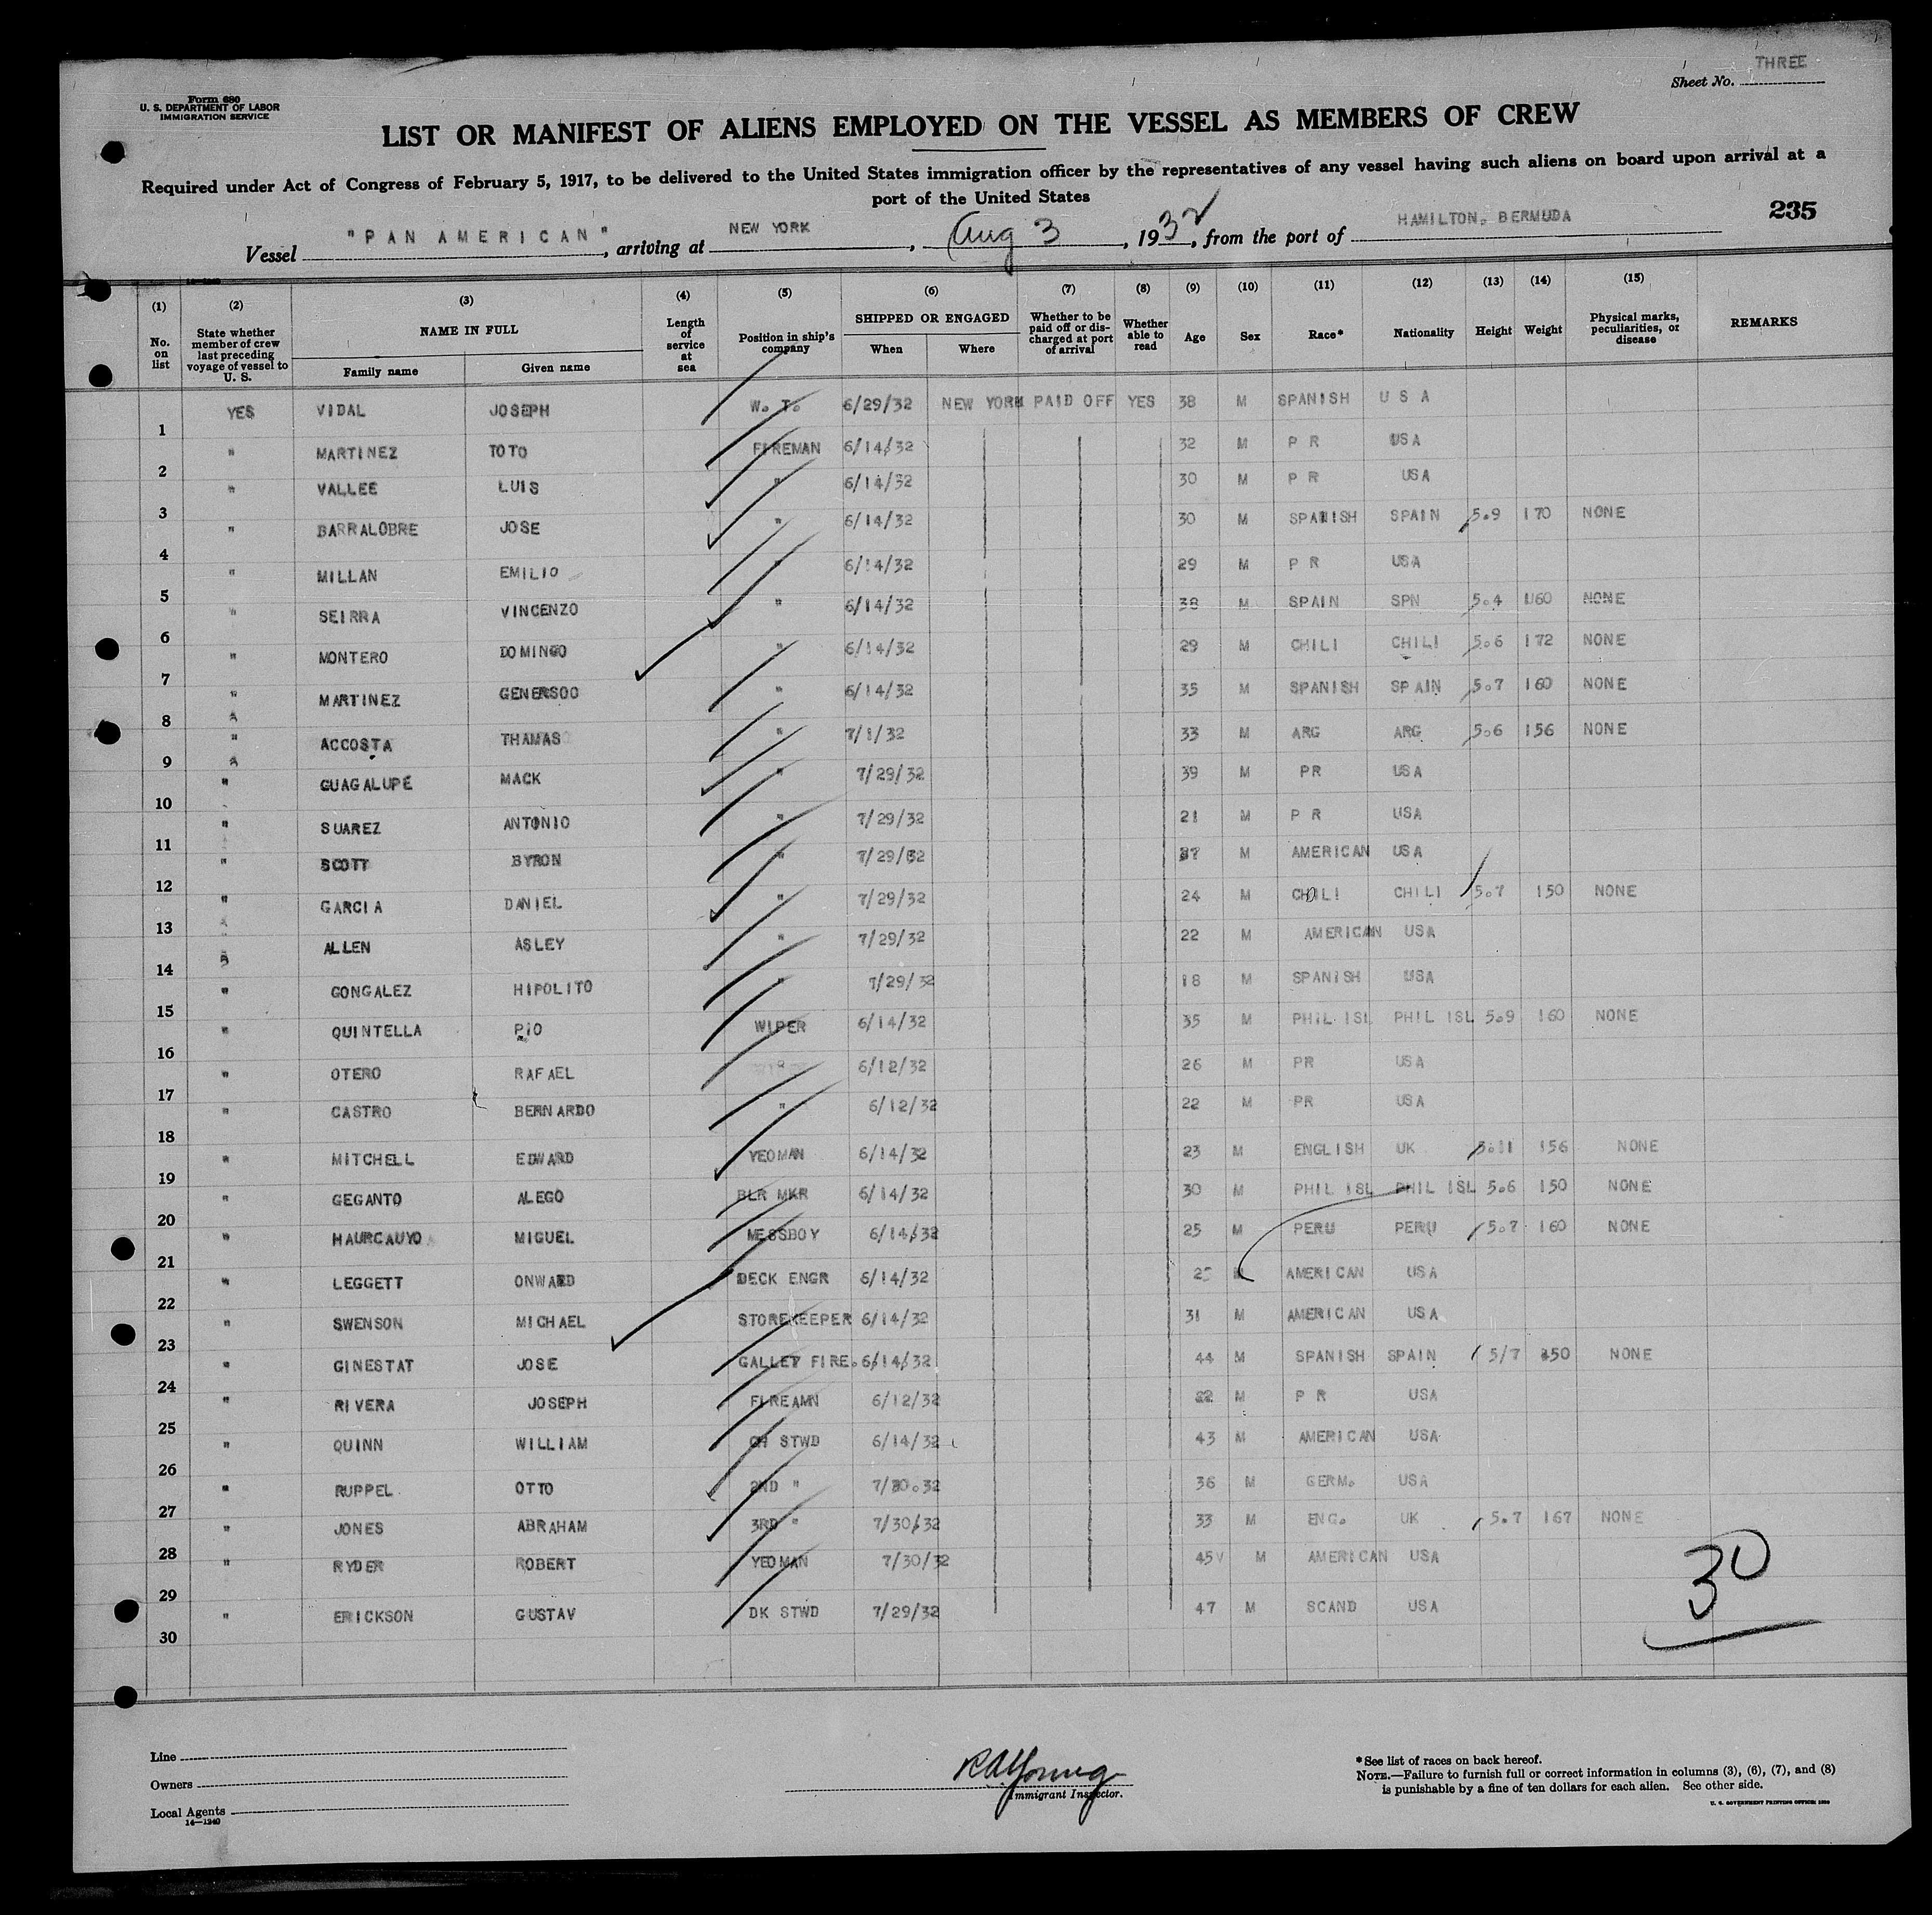 THREE
Sheet No.
Form 680
U. S. DEPARTMENT OF LABOR
IMMIGRATION SERVICE
LIST OR MANIFEST OF ALIENS EMPLOYED ON THE VESSEL AS MEMBERS OF CREW
Required under Act of Congress of February 5, 1917, to be delivered to the United States immigration officer by the representatives of any vessel having such aliens on board upon arrival at a
port of the United States
235
Vessel "PAN AMERICAN", arriving at NEW YORK, Aug 3, 1932, from the port of HAMILTON. BERMUDA
(1) (2) (3) (4) (5) (6) (7) (8) (9) (10) (11) (12) (13) (14) (15)
No. on list State whether member of crew last preceding voyage of vessel to U. S. NAME IN FULL Length of service at sea Position in ship's company SHIPPED OR ENGAGED Whether to be paid off or discharged at port of arrival Whether able to read Age Sex Race* Nationality Height Weight Physical marks, peculiarities, or disease REMARKS
Family name Given name When Where
1 YES VIDAL JOSEPH W. T. 6/29/32 NEW YORK PAID OFF YES 38 M SPANISH U S A
2 " MARTINEZ TOTO FIREMAN 6/14/32 32 M P R USA
3 " VALLEE LUIS " 6/14/32 30 M P R USA
4 " BARRALOBRE JOSE " 6/14/32 30 M SPANISH SPAIN 5.9 170 NONE
5 " MILLAN EMILIO " 6/14/32 29 M P R USA
6 " SEIRRA VINCENZO " 6/14/32 38 M SPAIN SPN 5.4 160 NONE
7 " MONTERO DOMINGO " 6/14/32 29 M CHILI CHILI 5.6 172 NONE
8 " MARTINEZ GENERSOO " 6/14/32 35 M SPANISH SPAIN 5.7 160 NONE
9 " ACCOSTA THAMAS " 7/1/32 33 M ARG ARG 5.6 156 NONE
10 " GUAGALUPE MACK " 7/29/32 39 M PR USA
11 " SUAREZ ANTONIO " 7/29/32 21 M P R USA
12 " SCOTT BYRON " 7/29/32 37 M AMERICAN USA
13 " GARCIA DANIEL " 7/29/32 24 M CHILI CHILI 5.7 150 NONE
14 " ALLEN ASLEY " 7/29/32 22 M AMERICAN USA
15 " GONGALEZ HIPOLITO " 7/29/32 18 M SPANISH USA
16 " QUINTELLA PIO WIPER 6/14/32 35 M PHIL ISL PHIL ISL 5.9 160 NONE
17 " OTERO RAFAEL " 6/12/32 26 M PR USA
18 " CASTRO BERNARDO " 6/12/32 22 M PR USA
19 " MITCHELL EDWARD YEOMAN 6/14/32 23 M ENGLISH UK 5.11 156 NONE
20 " GEGANTO ALEGO BLR MKR 6/14/32 30 M PHIL ISL PHIL ISL 5.6 150 NONE
21 " HAURCAUYO MIGUEL MESSBOY 6/14/32 25 M PERU PERU 5.7 160 NONE
22 " LEGGETT ONWARD DECK ENGR 6/14/32 M AMERICAN USA
23 " SWENSON MICHAEL STOREKEEPER 6/14/32 31 M AMERICAN USA
24 " GINESTAT JOSE GALLEY FIRE. 6/14/32 44 M SPANISH SPAIN 5/7 150 NONE
25 " RIVERA JOSEPH FIREAMN 6/12/32 22 M P R USA
26 " QUINN WILLIAM CH STWD 6/14/32 43 M AMERICAN USA
27 " RUPPEL OTTO 2ND " 7/30.32 36 M GERM. USA
28 " JONES ABRAHAM 3RD " 7/30/32 33 M ENG. UK 5.7 167 NONE
29 " RYDER ROBERT YEOMAN 7/30/32 45 M AMERICAN USA
30 " ERICKSON GUSTAV DK STWD 7/29/32 47 M SCAND USA
30
Line
Owners
Local Agents
14—1240
RA Young
Immigrant Inspector.
*See list of races on back hereof.
NOTE.—Failure to furnish full or correct information in columns (3), (6), (7), and (8)
is punishable by a fine of ten dollars for each alien. See other side.
U. S. GOVERNMENT PRINTING OFFICE: